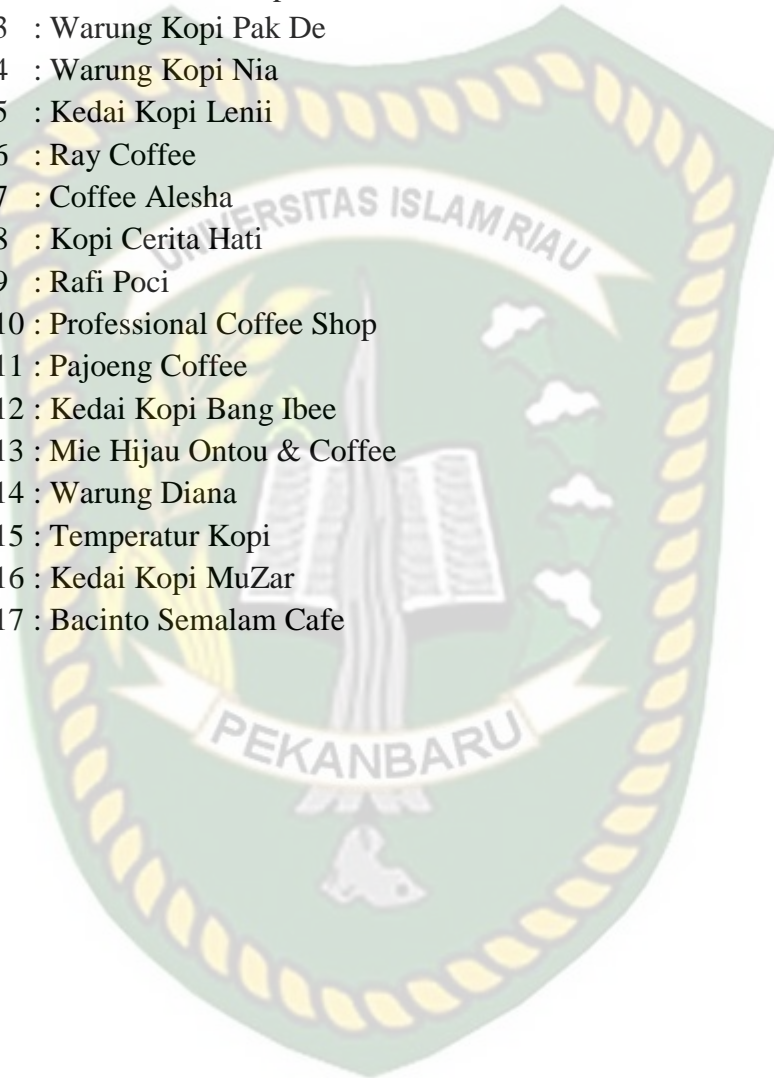 3 : Warung Kopi Pak De
4 : Warung Kopi Nia
5 : Kedai Kopi Lenii
6 : Ray Coffee
7 : Coffee Alesha
UNIVERSITAS ISLAM RIAU
8 : Kopi Cerita Hati
9 : Rafi Poci
10 : Professional Coffee Shop
11 : Pajoeng Coffee
12 : Kedai Kopi Bang Ibee
13 : Mie Hijau Ontou & Coffee
14 : Warung Diana
15 : Temperatur Kopi
16 : Kedai Kopi MuZar
17 : Bacinto Semalam Cafe
PEKANBARU